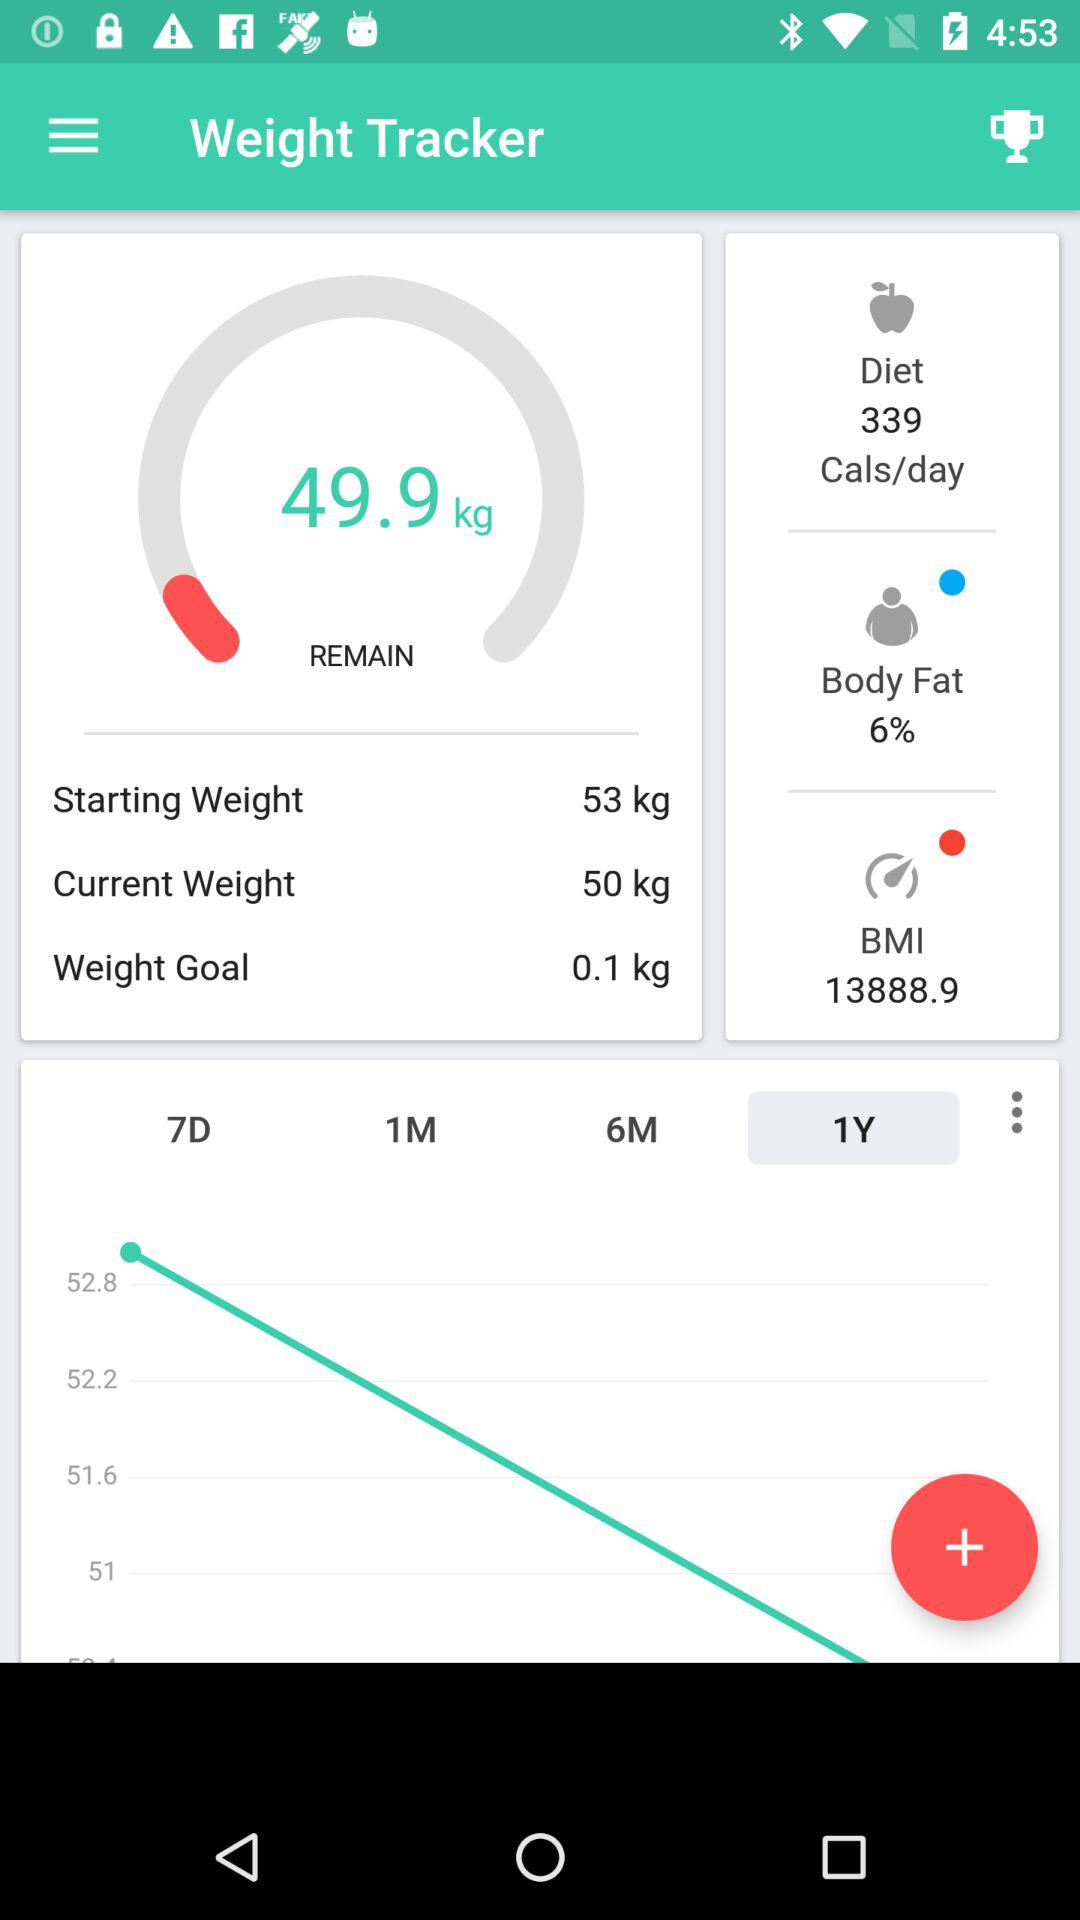 FAKE
4:53
Weight Tracker
49.9 kg
REMAIN
Starting Weight 53 kg
Current Weight 50 kg
Weight Goal 0.1 kg
Diet
339
Cals/day
Body Fat
6%
BMI
13888.9
7D 1M 6M 1Y
52.8
52.2
51.6
51